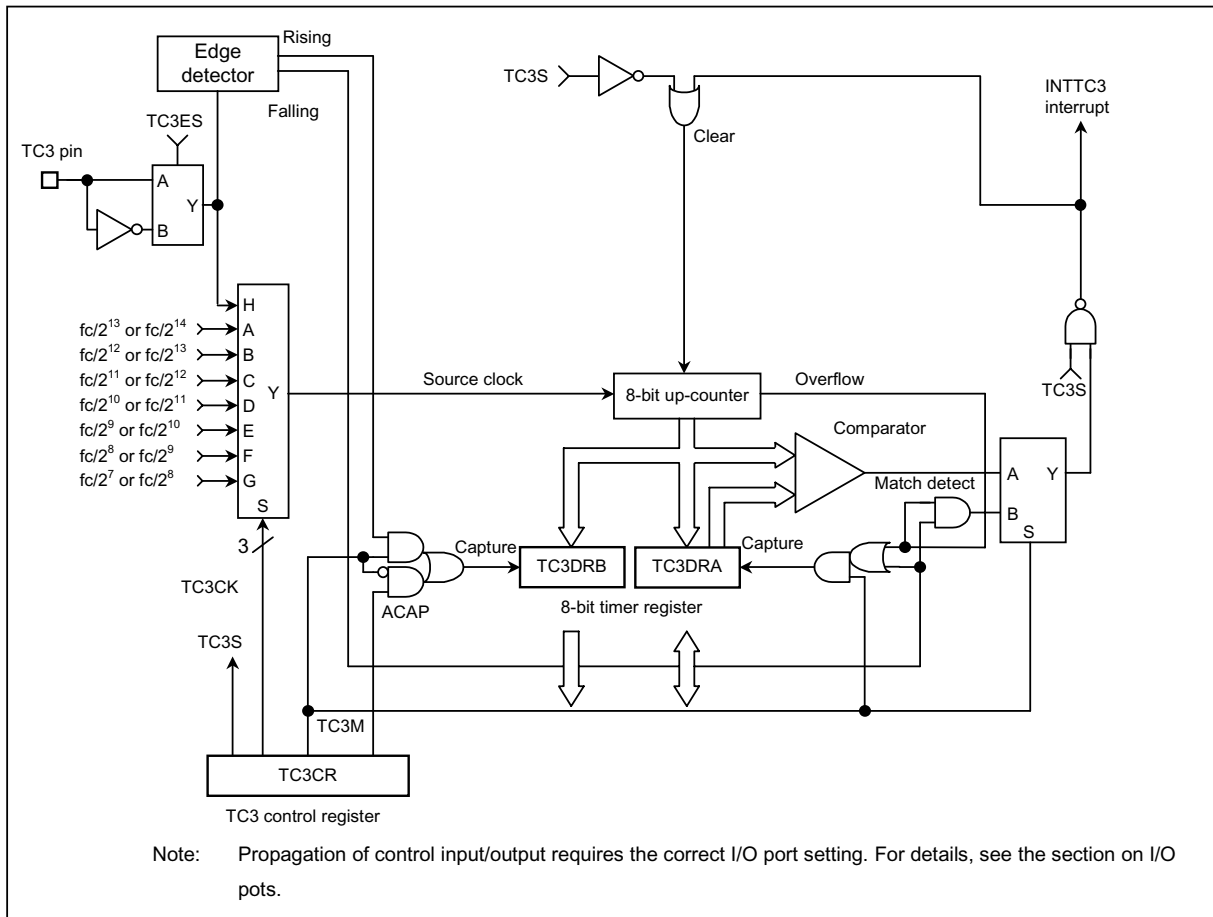 Edge
detector
Rising
Falling
TC3ES
TC3 pin
A
Y
B
TC3S
Clear
INTTC3
interrupt
H
fc/2^13 or fc/2^14 A
fc/2^12 or fc/2^13 B
fc/2^11 or fc/2^12 C
fc/2^10 or fc/2^11 D
fc/2^9 or fc/2^10 E
fc/2^8 or fc/2^9 F
fc/2^7 or fc/2^8 G
Y
S
Source clock
8-bit up-counter
Overflow
TC3S
Comparator
Match detect
A
Y
B
S
3
TC3CK
Capture
TC3DRB
TC3DRA
Capture
ACAP
8-bit timer register
TC3S
TC3M
TC3CR
TC3 control register
Note: Propagation of control input/output requires the correct I/O port setting. For details, see the section on I/O
pots.